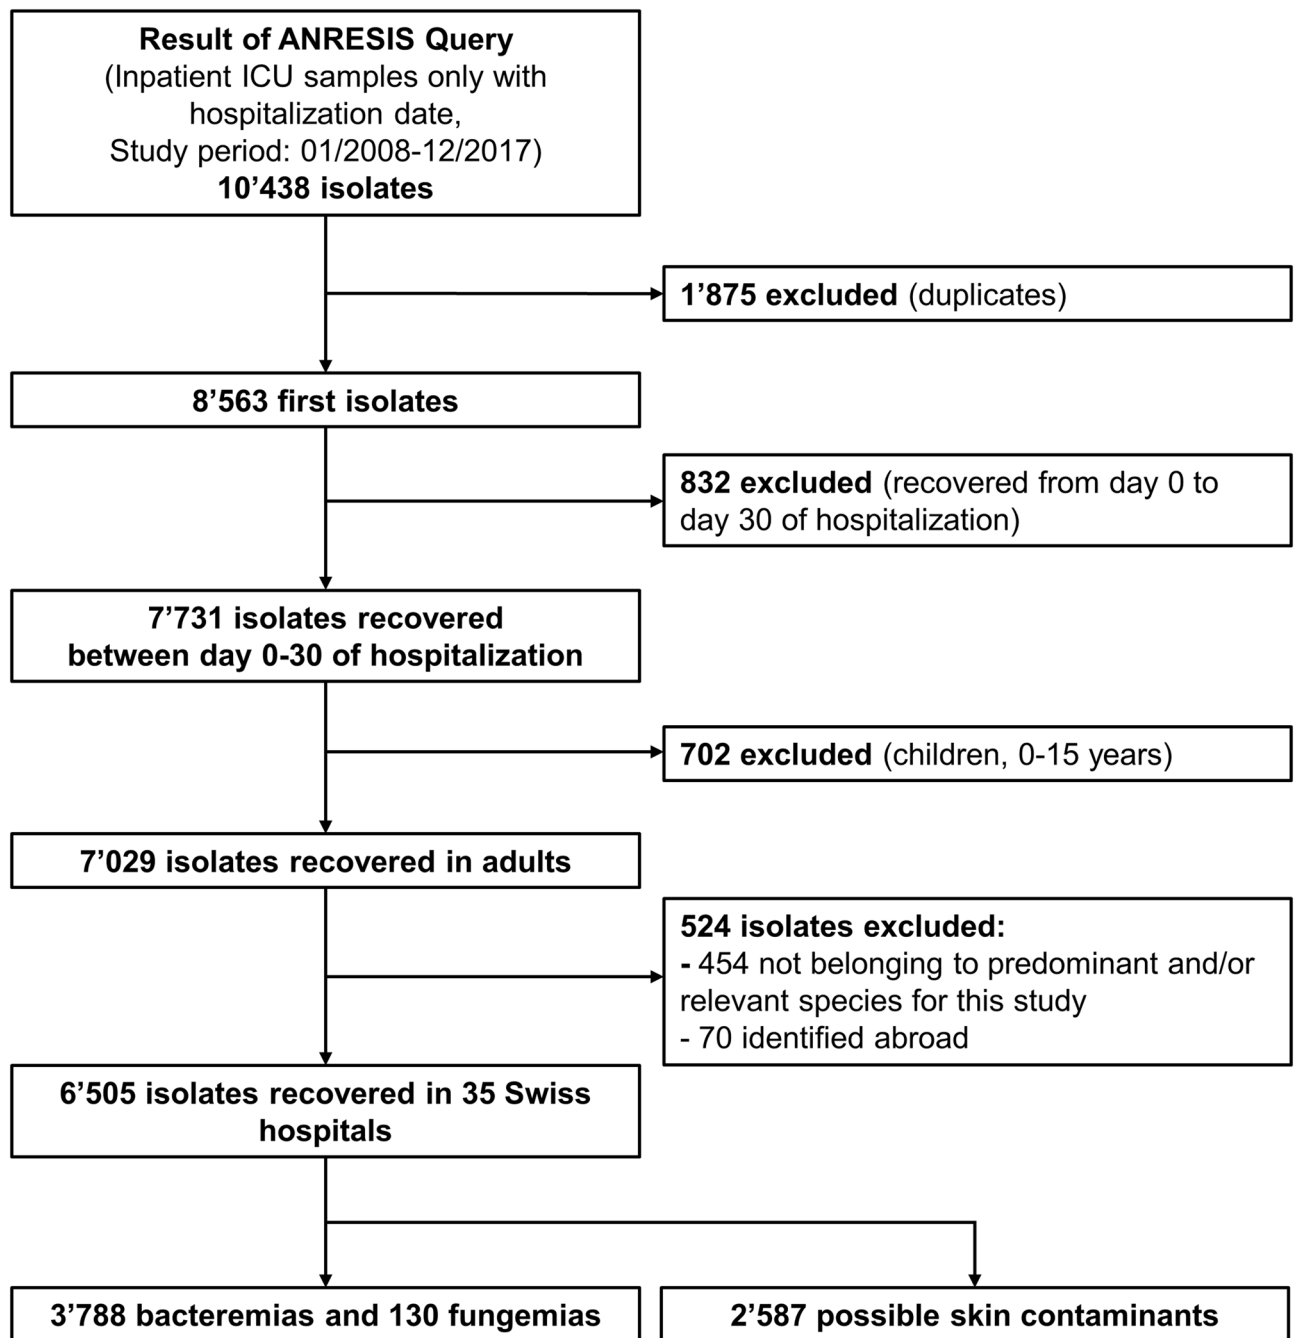 Result of ANRESIS Query
(Inpatient ICU samples only with
hospitalization date,
Study period: 01/2008-12/2017)
10’438 isolates
1’875 excluded (duplicates)
8’563 first isolates
832 excluded (recovered from day 0 to
day 30 of hospitalization)
7’731 isolates recovered
between day 0-30 of hospitalization
702 excluded (children, 0-15 years)
7’029 isolates recovered in adults
524 isolates excluded:
- 454 not belonging to predominant and/or
relevant species for this study
- 70 identified abroad
6’505 isolates recovered in 35 Swiss
hospitals
3’788 bacteremias and 130 fungemias
2’587 possible skin contaminants